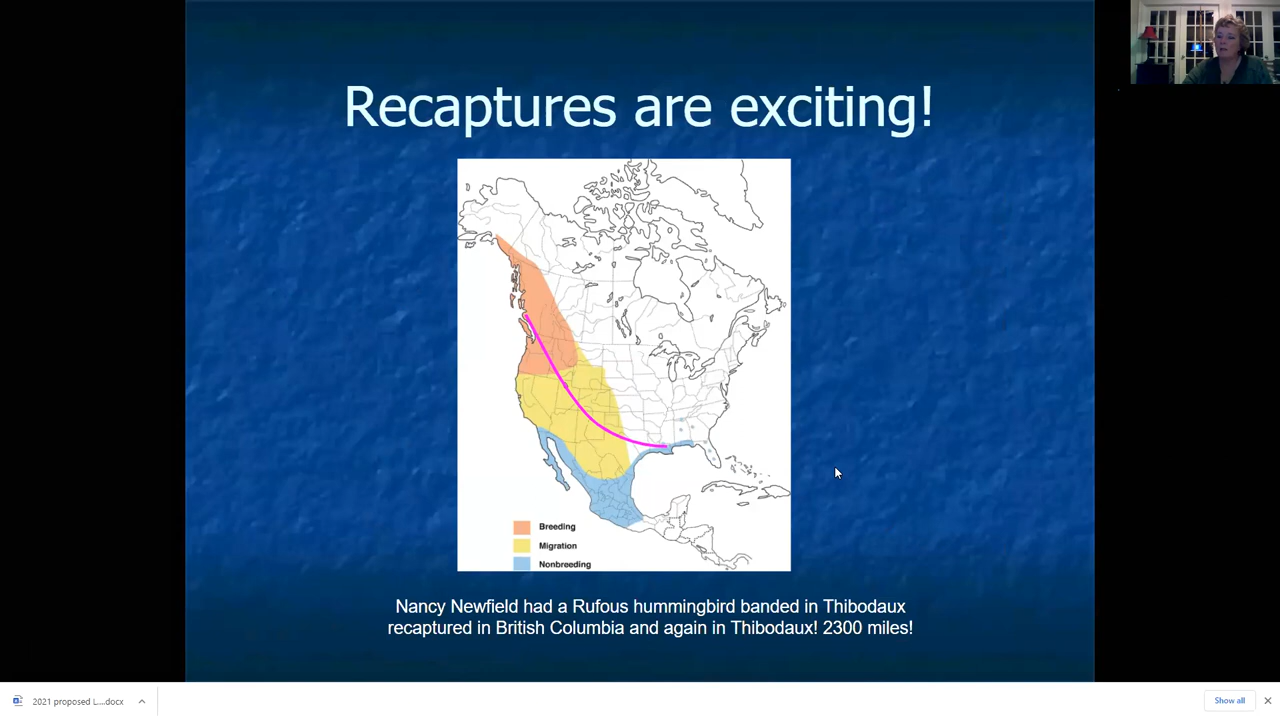 Recaptures are exciting!
Breeding
Migration
Nonbreeding
Nancy Newfield had a Rufous hummingbird banded in Thibodaux
recaptured in British Columbia and again in Thibodaux! 2300 miles!
2021 proposed L....docx
Show all